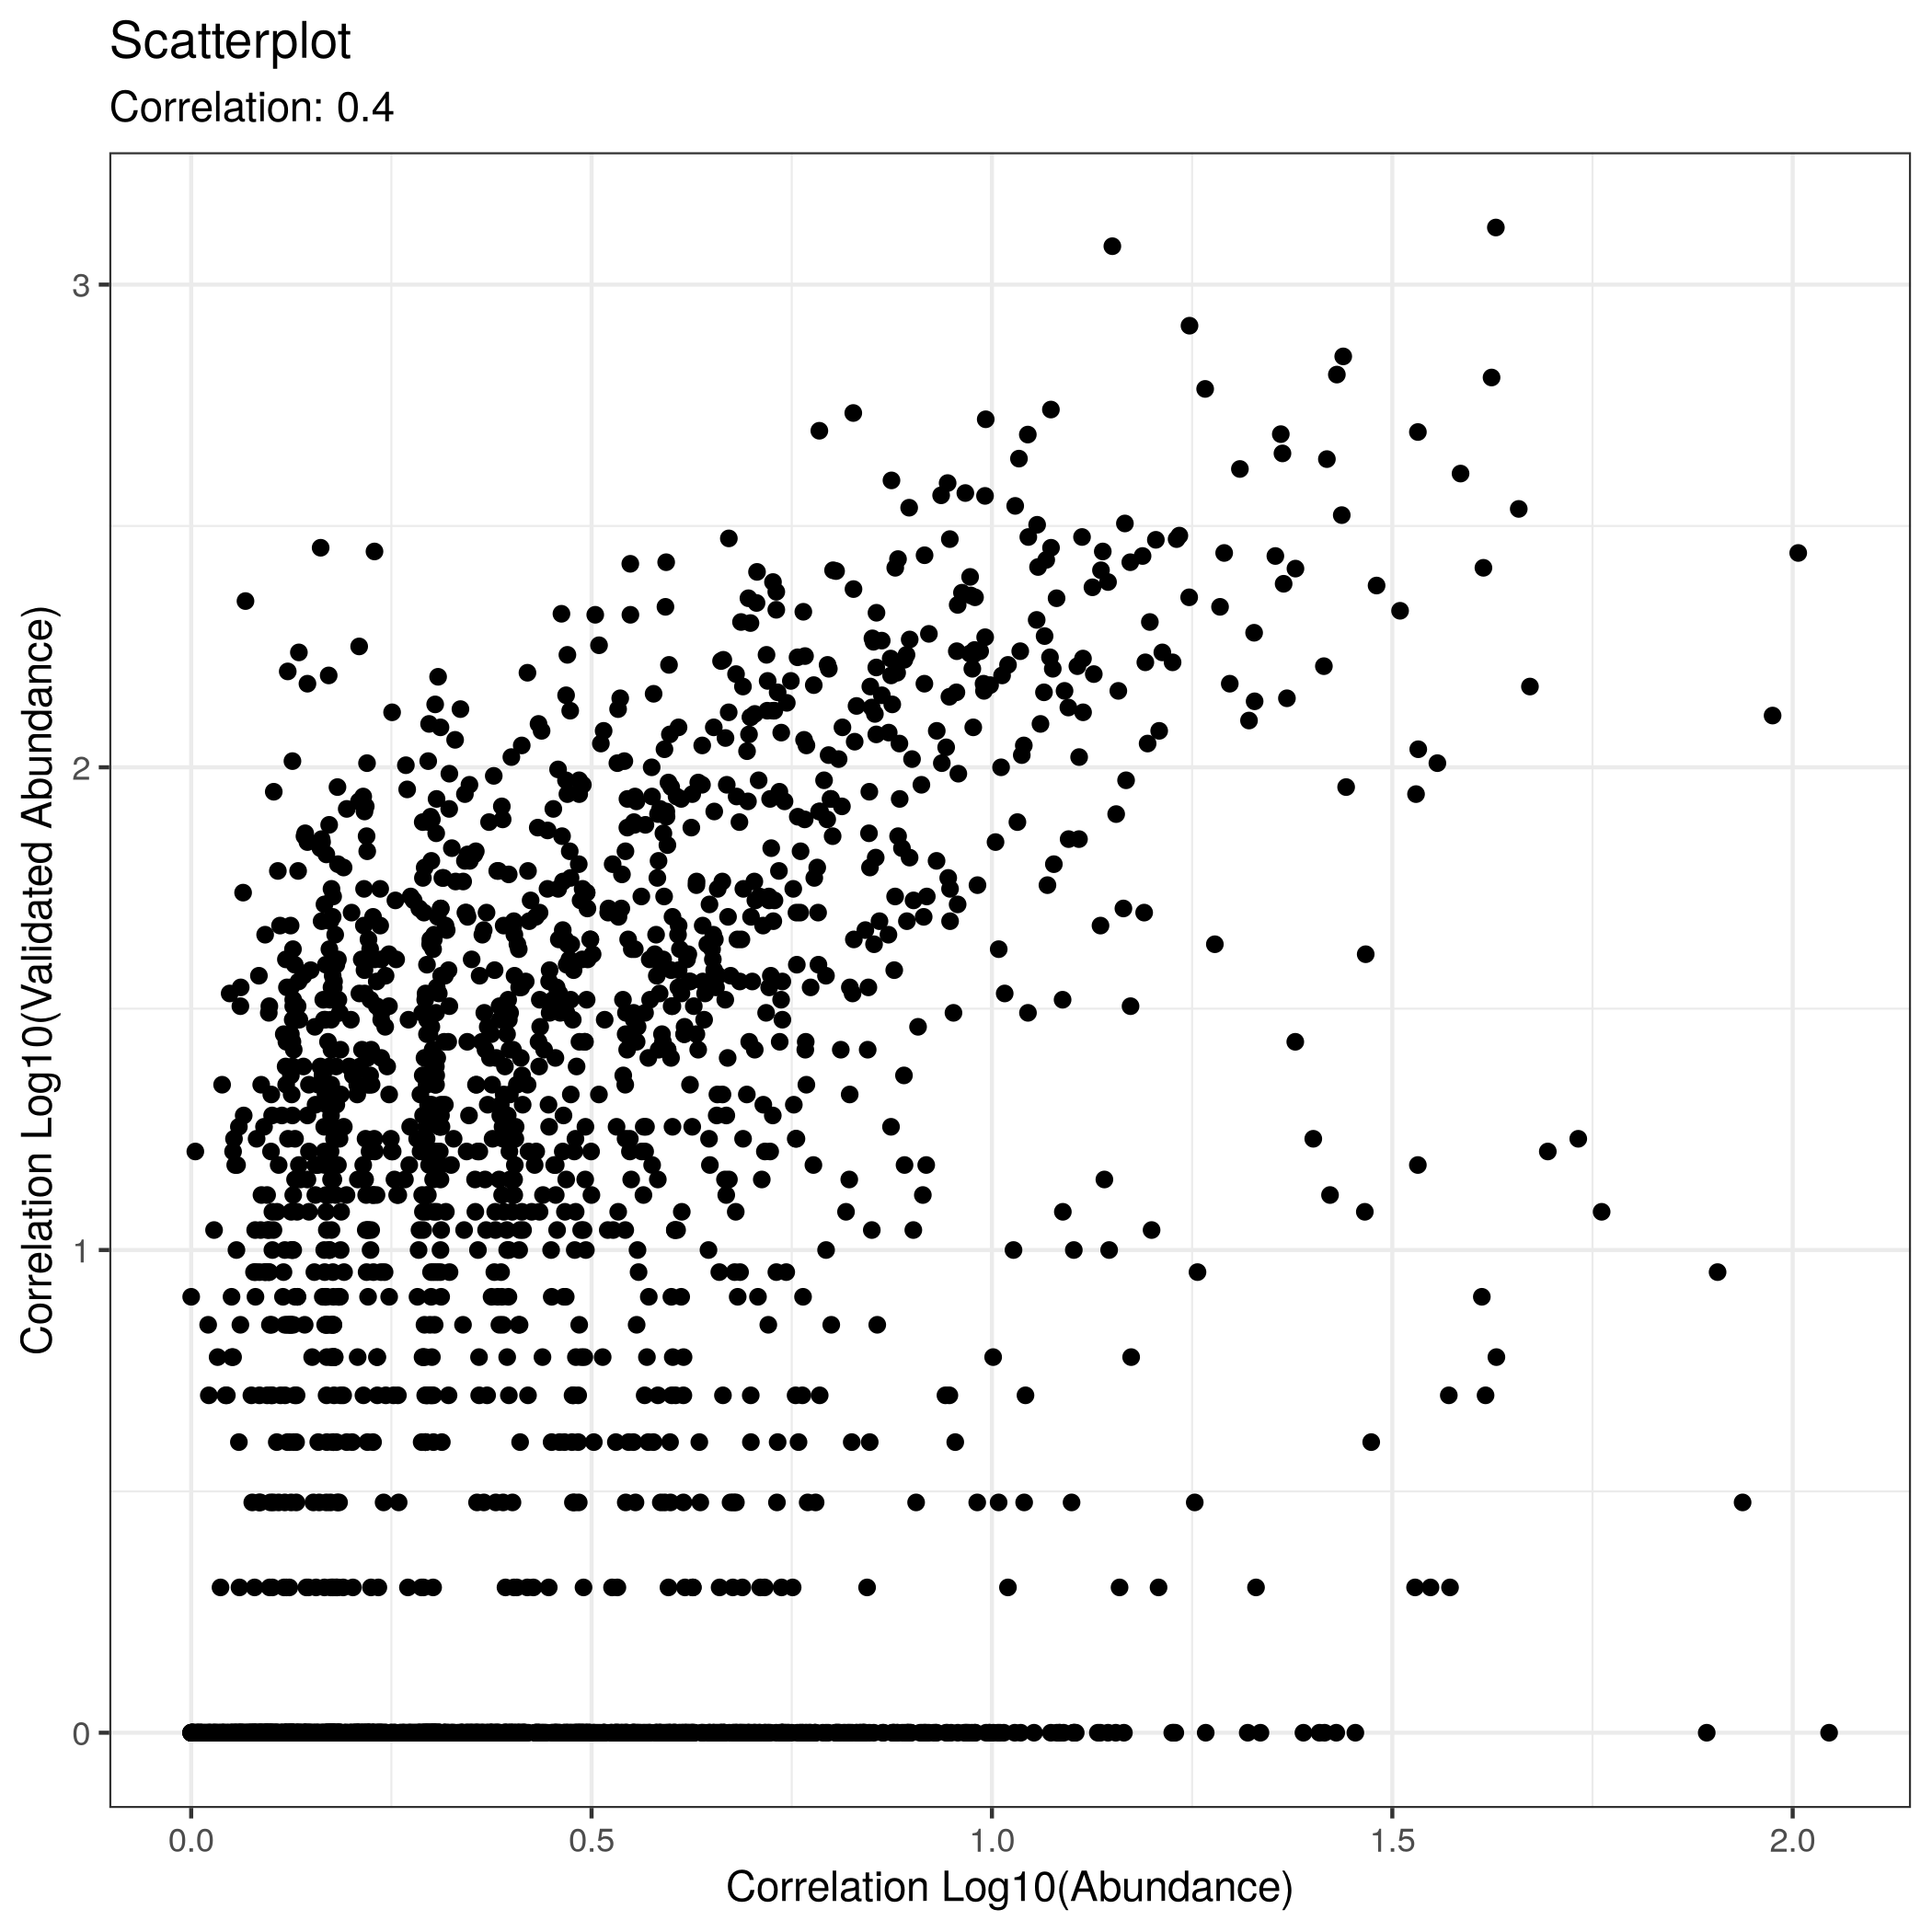 Scatterplot
Correlation: 0.4
3
2
1
0
Correlation Log10(Validated Abundance)
0.0 0.5 1.0 1.5 2.0
Correlation Log10(Abundance)